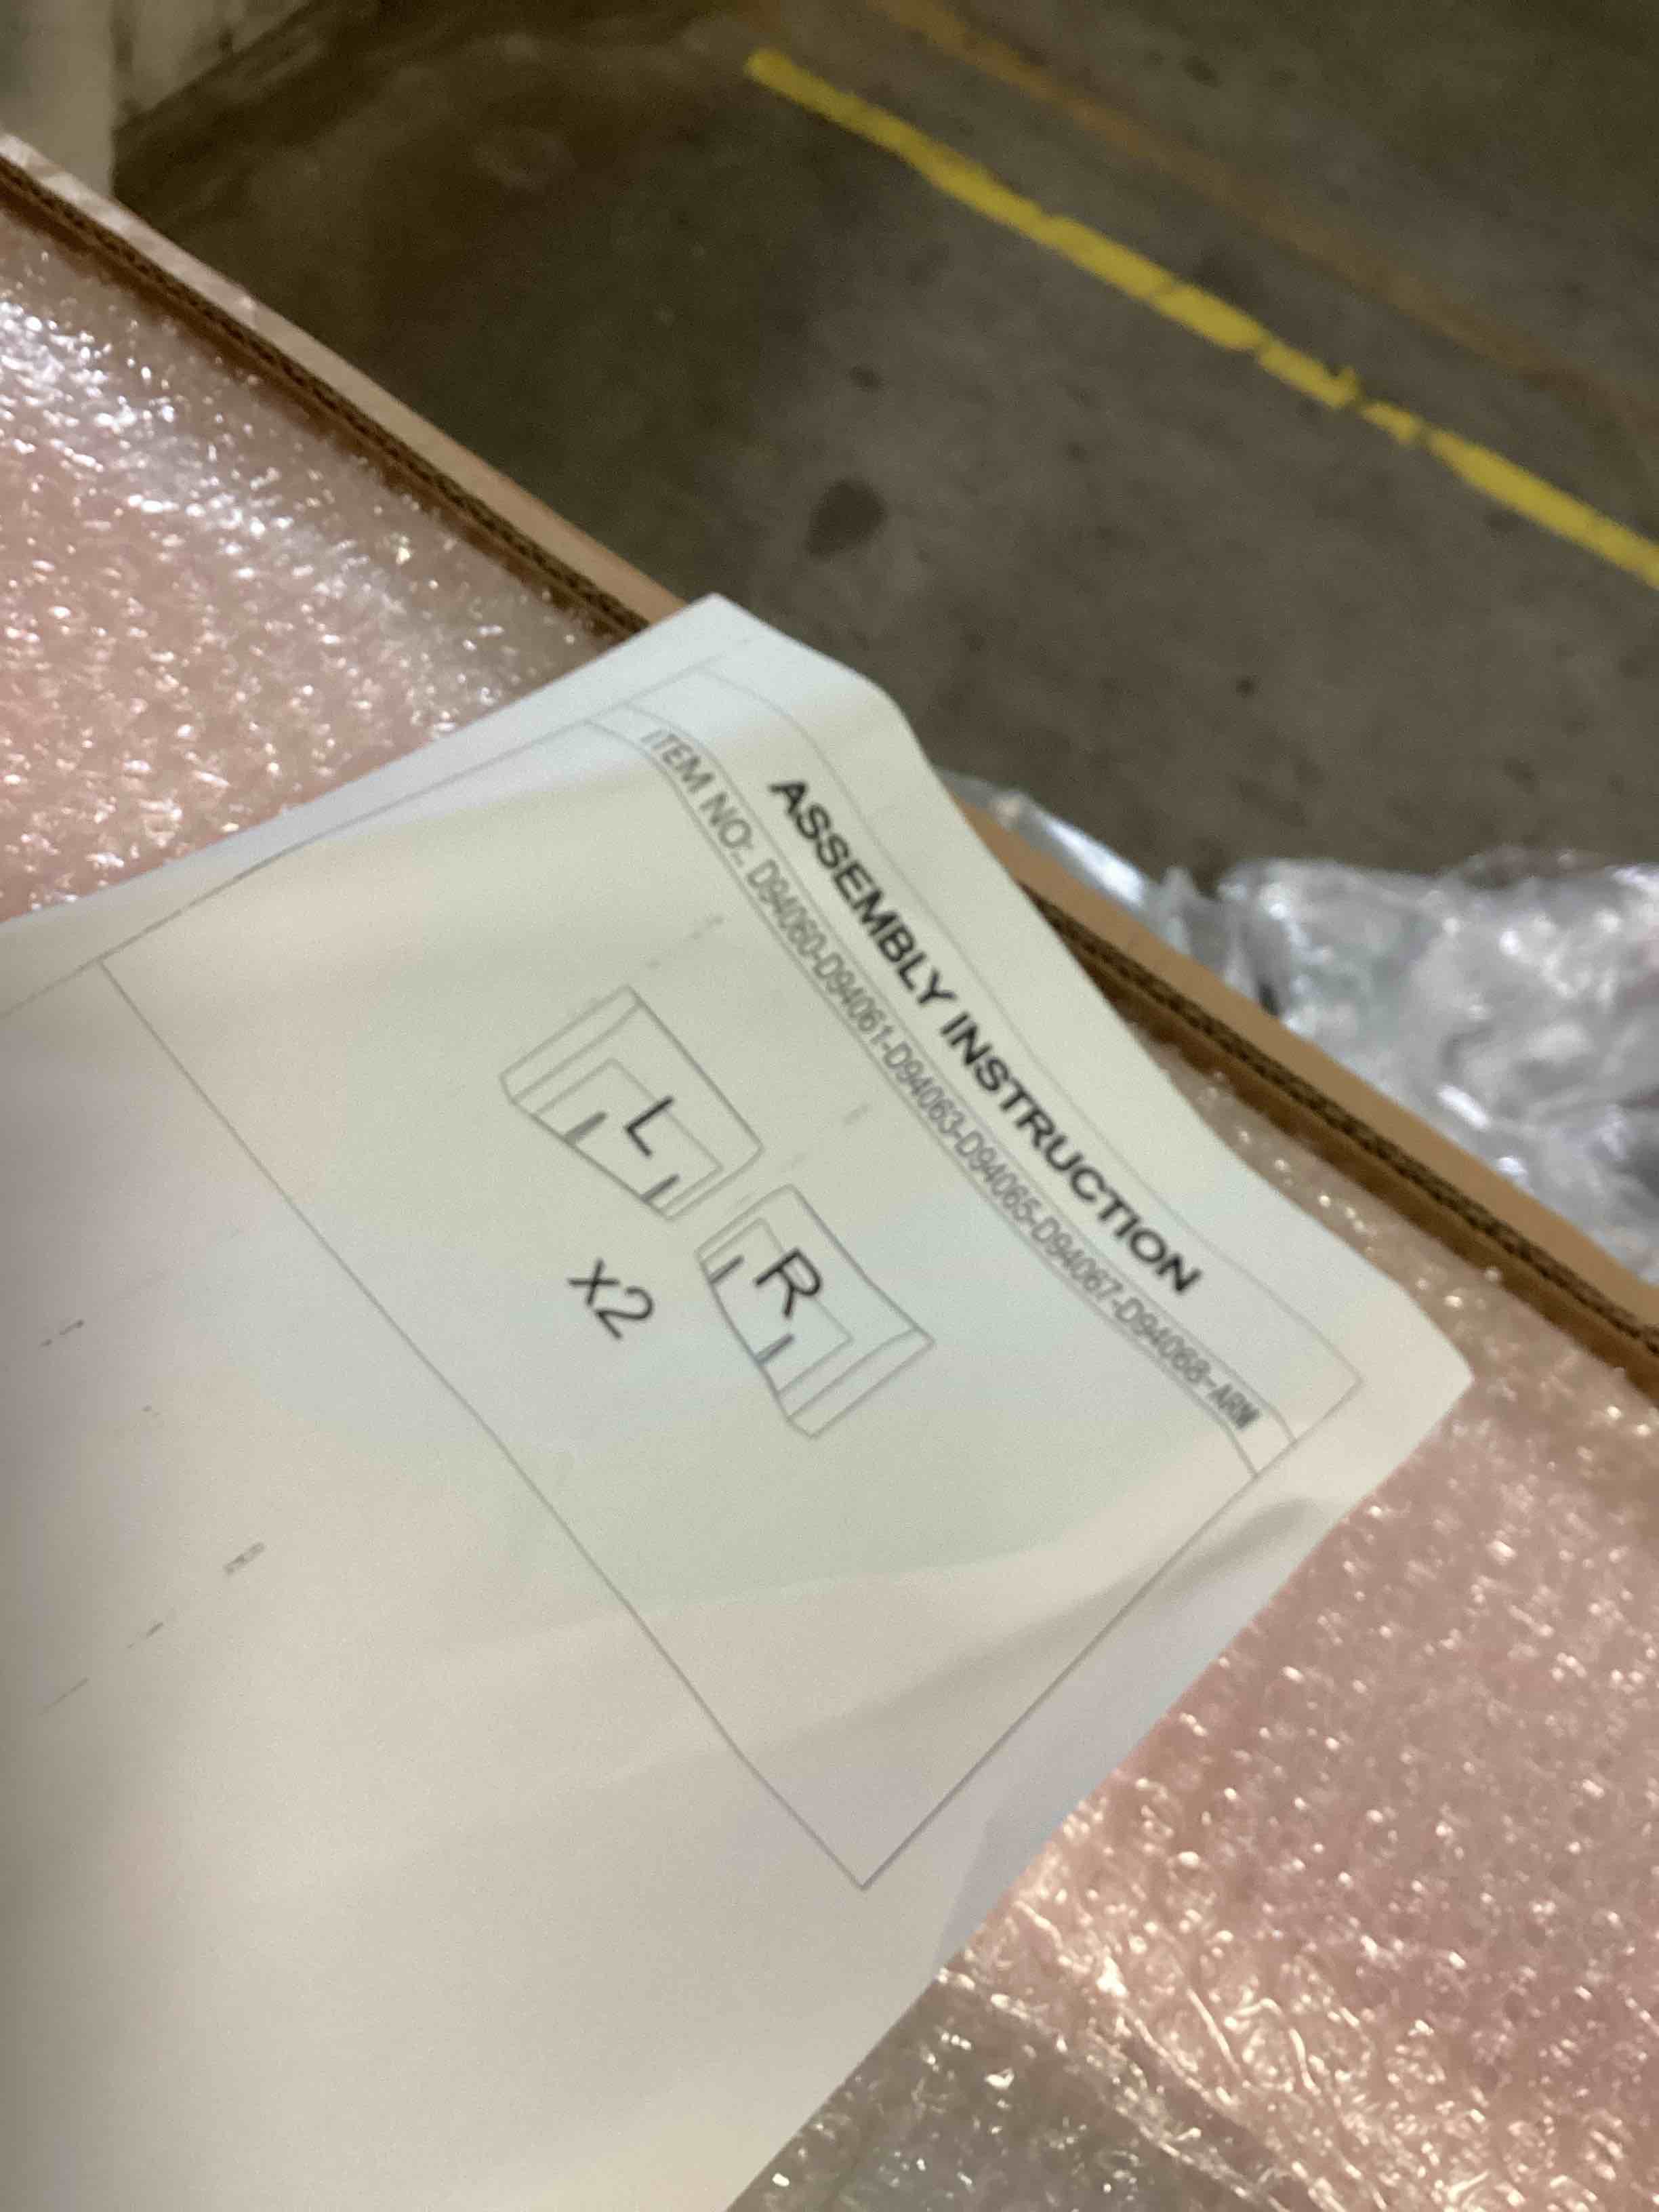 ASSEMBLY INSTRUCTION
ITEM NO:. D94060-D94061-D94063-D94065-D94067-D94068-ARM
L
R
x2